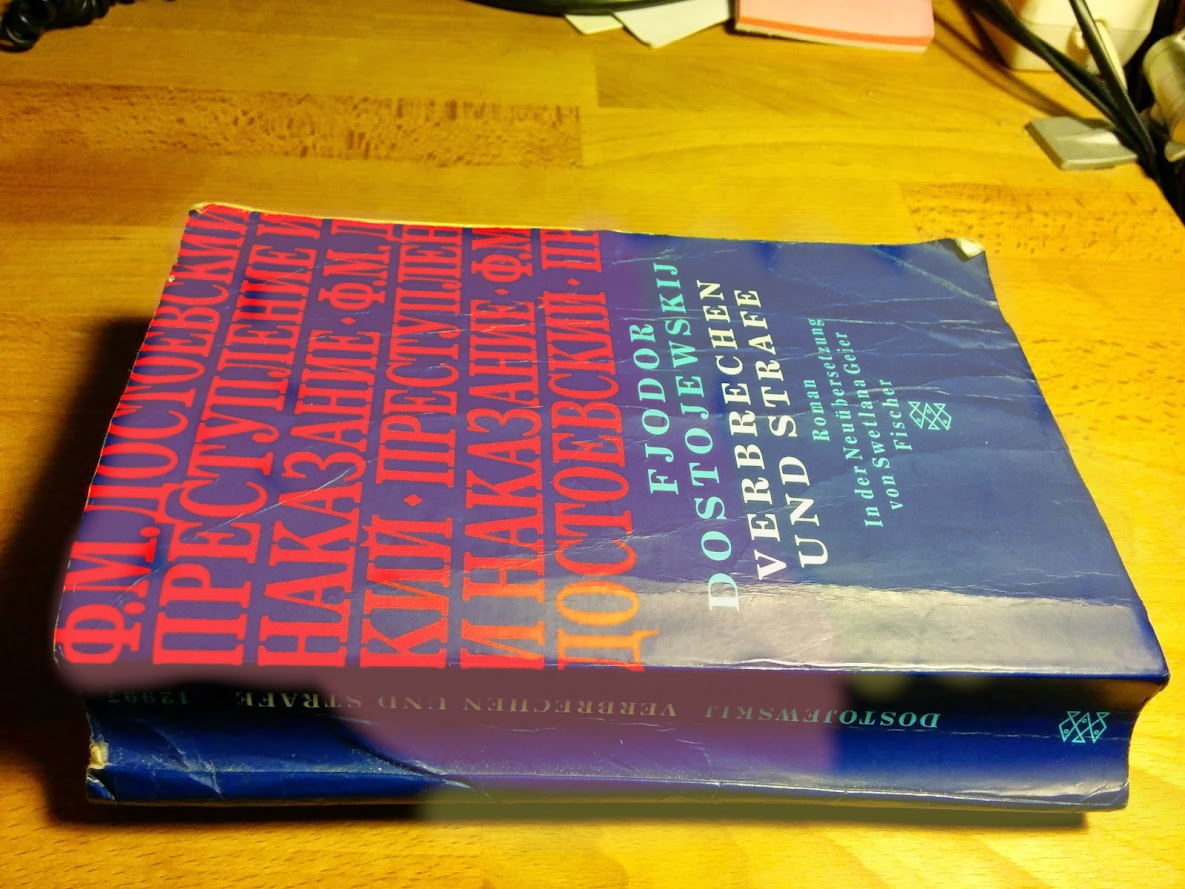 Ф.М.ДОСТОЕВСКИЙ
ПРЕСТУПЛЕНИЕ И
НАКАЗАНИЕ·Ф.М.Д
КИЙ·ПРЕСТУПЛЕН
И НАКАЗАНИЕ·Ф.М
ДОСТОЕВСКИЙ·ПР
FJODOR
DOSTOJEWSKIJ
VERBRECHEN
UND STRAFE
Roman
In der Neuübersetzung
von Swetlana Geier
Fischer
DOSTOJEWSKIJ VERBRECHEN UND STRAFE 12997